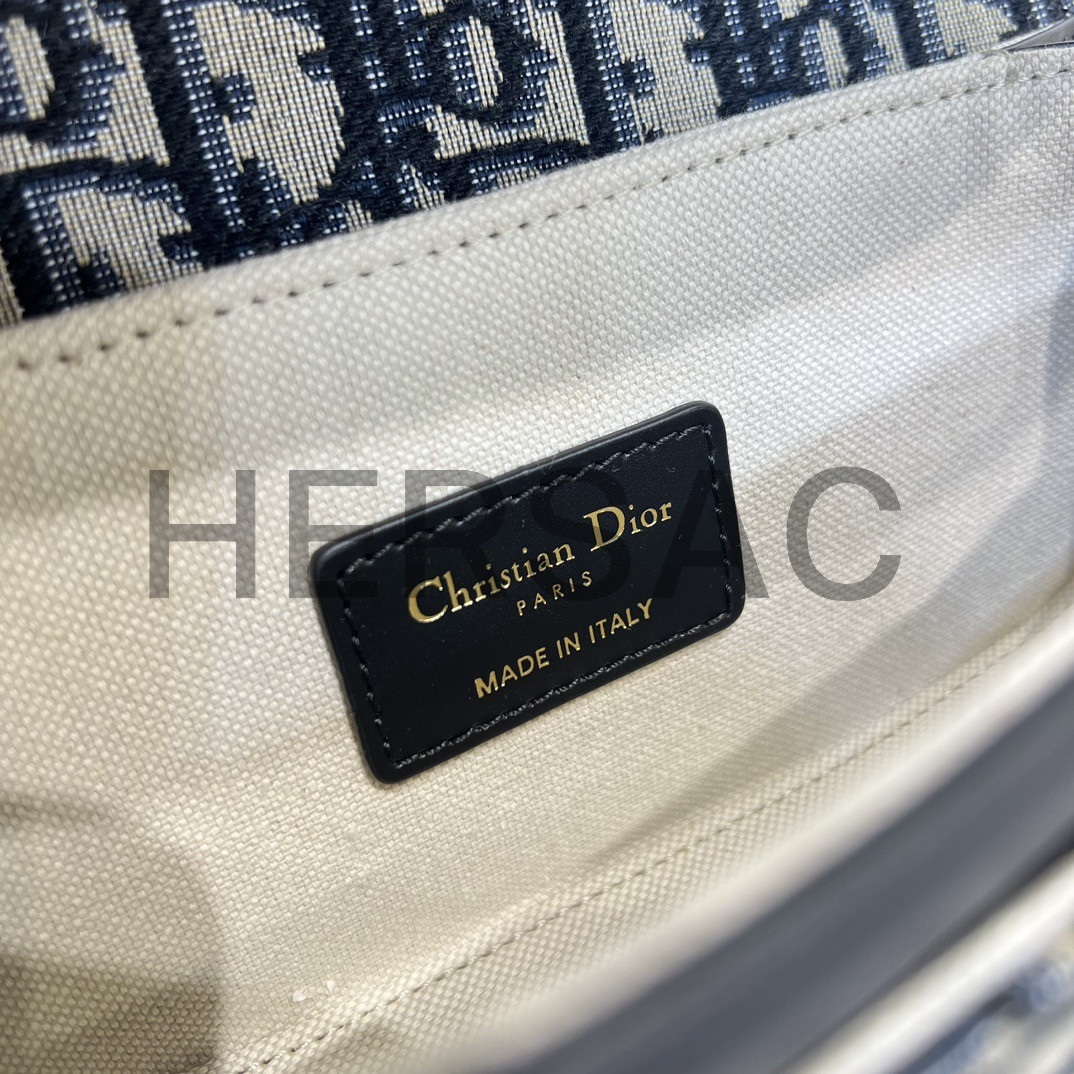 HERSAC
Christian Dior
PARIS
MADE IN ITALY